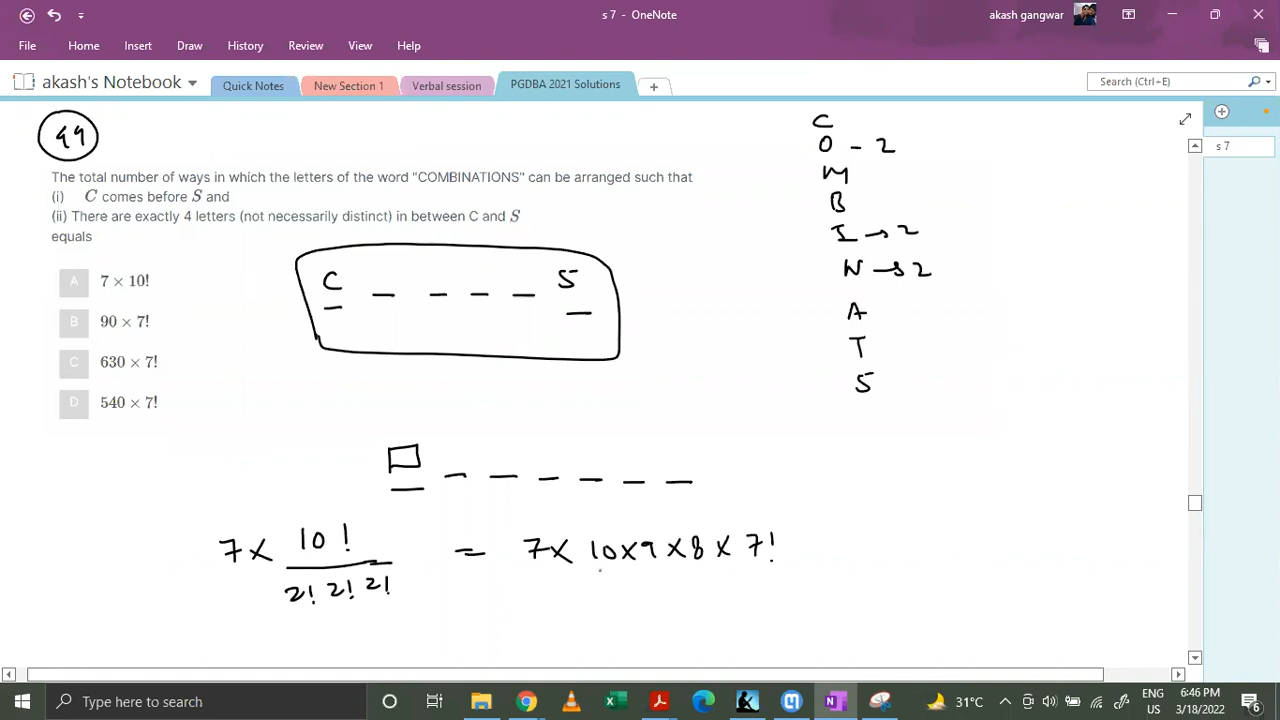 s 7 - OneNote
akash gangwar
File Home Insert Draw History Review View Help
akash's Notebook
Quick Notes
New Section 1
Verbal session
PGDBA 2021 Solutions
Search (Ctrl+E)
s 7
99
The total number of ways in which the letters of the word "COMBINATIONS" can be arranged such that
(i) C comes before S and
(ii) There are exactly 4 letters (not necessarily distinct) in between C and S
equals
A 7 × 10!
B 90 × 7!
C 630 × 7!
D 540 × 7!
C _ _ _ _ S
C
O - 2
M
B
I → 2
N → 2
A
T
S
7 × 10! / 2! 2! 2! = 7 × 10 × 9 × 8 × 7!
Type here to search
31°C
ENG
IN
6:46 PM
3/18/2022
6